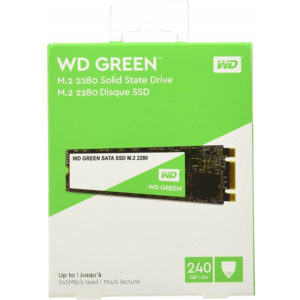 WD GREEN™
WD
M.2 2280 Solid State Drive
M.2 2280 Disque SSD
WD GREEN SATA SSD M.2 2280
WD
WD GREEN
Up to | Jusqu'à
545MB/s read | Mo/s lecture
240
GB | Go